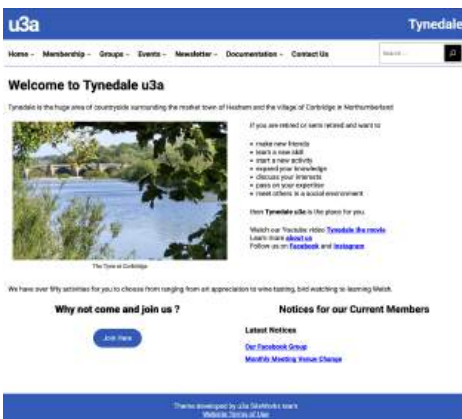 u3a
Tynedale
Home Membership Groups Events Newsletter Documentation Contact Us
Search ...
Welcome to Tynedale u3a
Tynedale is the huge area of countryside surrounding the market town of Hexham and the village of Corbridge in Northumberland
If you are retired or semi retired and want to
• make new friends
• learn a new skill
• start a new activity
• expand your knowledge
• discuss your interests
• pass on your expertise
• meet others in a social environment
then Tynedale u3a is the place for you.
Watch our Youtube video Tynedale the movie
Learn more about us
Follow us on Facebook and Instagram
The Tyne at Corbridge
We have over fifty activities for you to choose from ranging from art appreciation to wine tasting, bird watching to learning Welsh.
Why not come and join us ?
Join Here
Notices for our Current Members
Latest Notices
Our Facebook Group
Monthly Meeting Venue Change
Theme developed by u3a SiteWorks team
Website Terms of Use